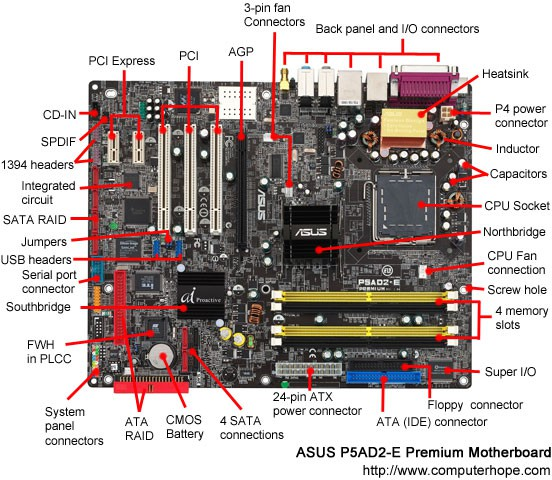 3-pin fan
Connectors
Back panel and I/O connectors
PCI Express
PCI
AGP
Heatsink
CD-IN
P4 power
connector
SPDIF
Inductor
1394 headers
Capacitors
Integrated
circuit
CPU Socket
SATA RAID
ASUS
ASUS
Northbridge
Jumpers
USB headers
CPU Fan
connection
Serial port
connector
P5AD2-E
PREMIUM
Screw hole
Southbridge
ai
Proactive
4 memory
slots
FWH
in PLCC
Super I/O
System
panel
connectors
ATA
RAID
CMOS
Battery
4 SATA
connections
24-pin ATX
power connector
Floppy connector
ATA (IDE) connector
ASUS P5AD2-E Premium Motherboard
http://www.computerhope.com